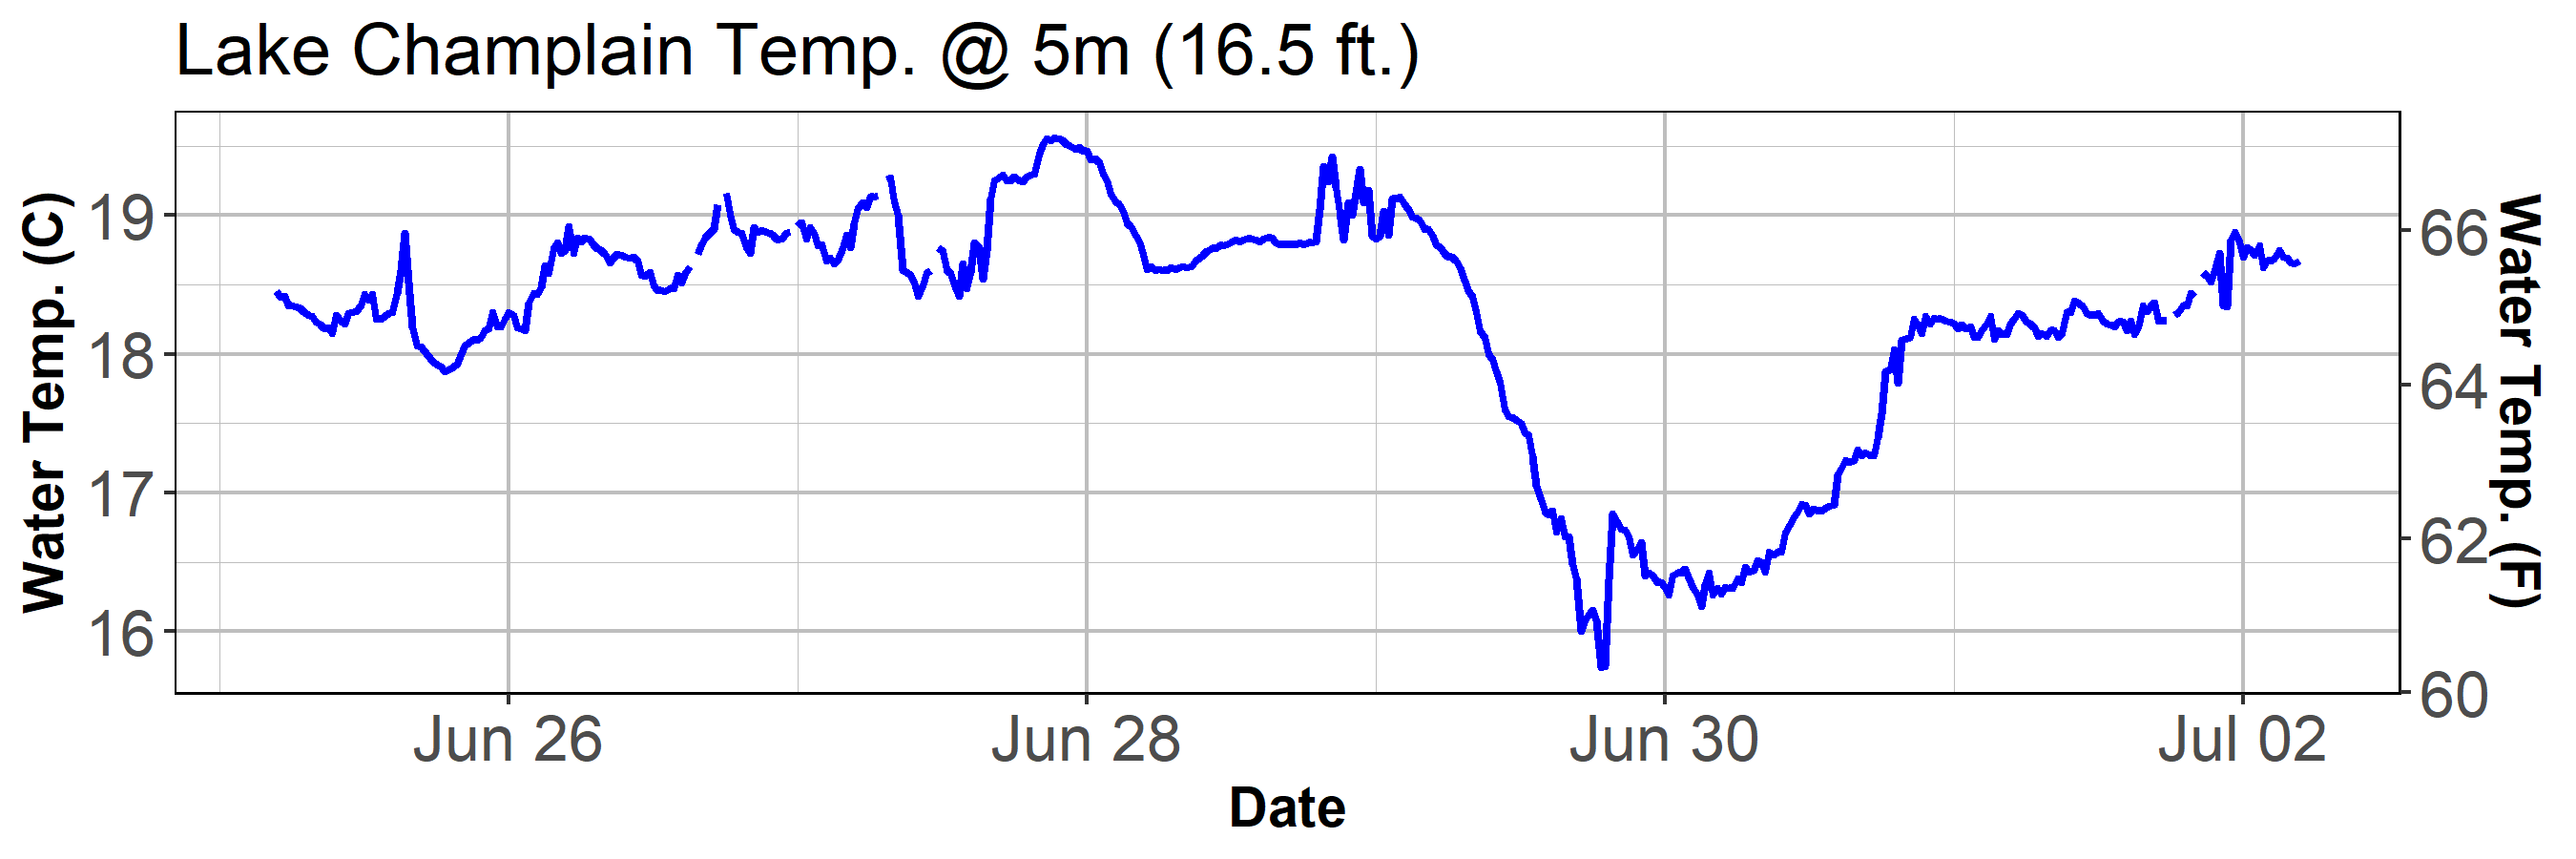 Lake Champlain Temp. @ 5m (16.5 ft.)
Water Temp. (C)
19
18
17
16
66
64
62
60
Water Temp. (F)
Jun 26
Jun 28
Jun 30
Jul 02
Date